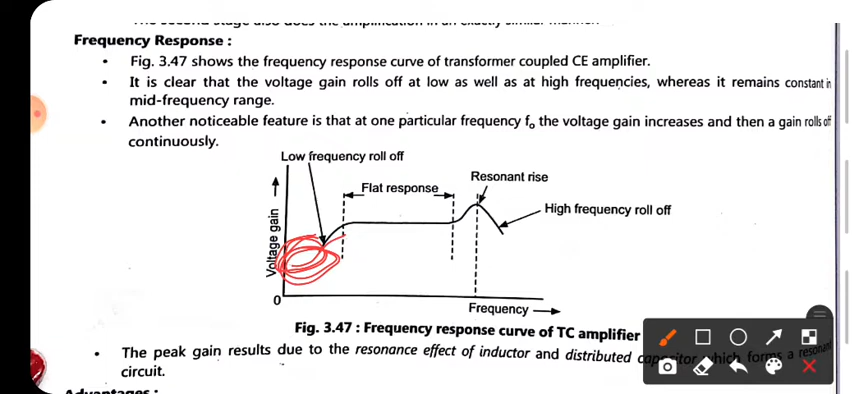 Frequency Response :
• Fig. 3.47 shows the frequency response curve of transformer coupled CE amplifier.
• It is clear that the voltage gain rolls off at low as well as at high frequencies, whereas it remains constant in
mid-frequency range.
• Another noticeable feature is that at one particular frequency fₒ the voltage gain increases and then a gain rolls off
continuously.
Low frequency roll off
Resonant rise
Flat response
High frequency roll off
Voltage gain
0
Frequency
Fig. 3.47 : Frequency response curve of TC amplifier
• The peak gain results due to the resonance effect of inductor and distributed capacitor which forms a resonant
circuit.
Advantages :